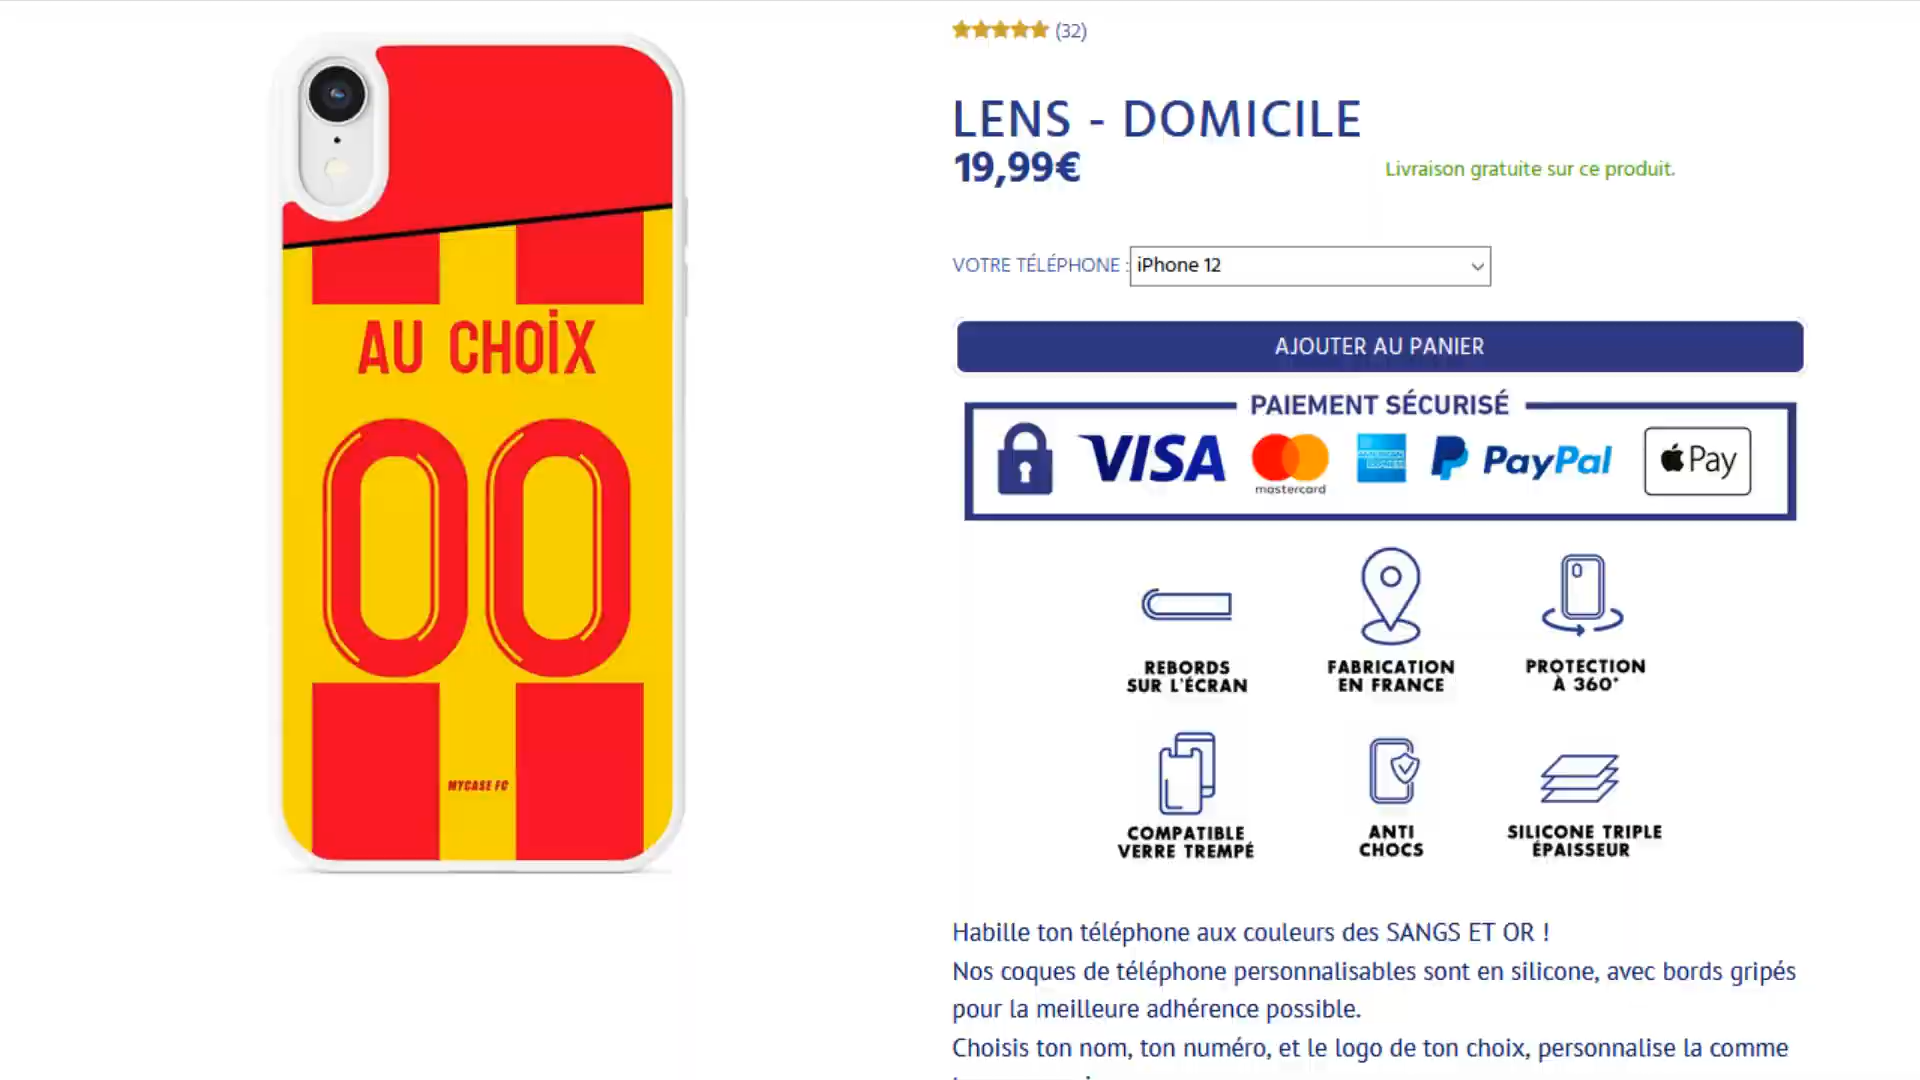 (32)
LENS - DOMICILE
19,99€
Livraison gratuite sur ce produit.
VOTRE TÉLÉPHONE : iPhone 12
AJOUTER AU PANIER
PAIEMENT SÉCURISÉ
VISA
mastercard
AMERICAN EXPRESS
PayPal
Pay
REBORDS
SUR L'ÉCRAN
FABRICATION
EN FRANCE
PROTECTION
À 360°
COMPATIBLE
VERRE TREMPÉ
ANTI
CHOCS
SILICONE TRIPLE
ÉPAISSEUR
Habille ton téléphone aux couleurs des SANGS ET OR !
Nos coques de téléphone personnalisables sont en silicone, avec bords gripés
pour la meilleure adhérence possible.
Choisis ton nom, ton numéro, et le logo de ton choix, personnalise la comme
AU CHOIX
00
MYCASE FC